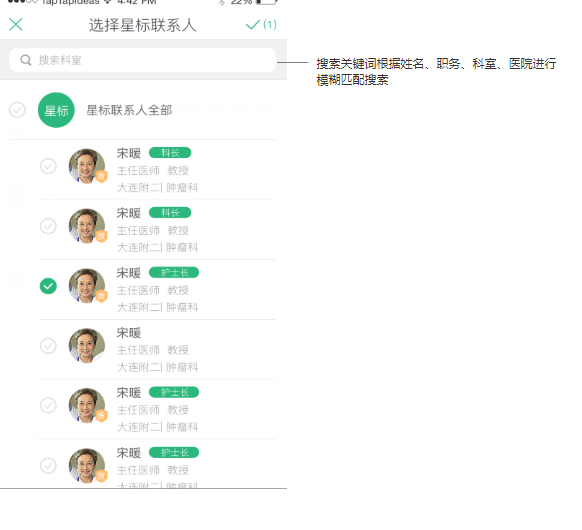 TapTapIdeas 4:42 PM 22%
选择星标联系人 (1)
搜索科室
搜索关键词根据姓名、职务、科室、医院进行
模糊匹配搜索
星标 星标联系人全部
宋暖 科长
主任医师 教授
大连附二| 肿瘤科
宋暖 科长
主任医师 教授
大连附二| 肿瘤科
宋暖 护士长
主任医师 教授
大连附二| 肿瘤科
宋暖
主任医师 教授
大连附二| 肿瘤科
宋暖 护士长
主任医师 教授
大连附二| 肿瘤科
宋暖 护士长
主任医师 教授
大连附二| 肿瘤科